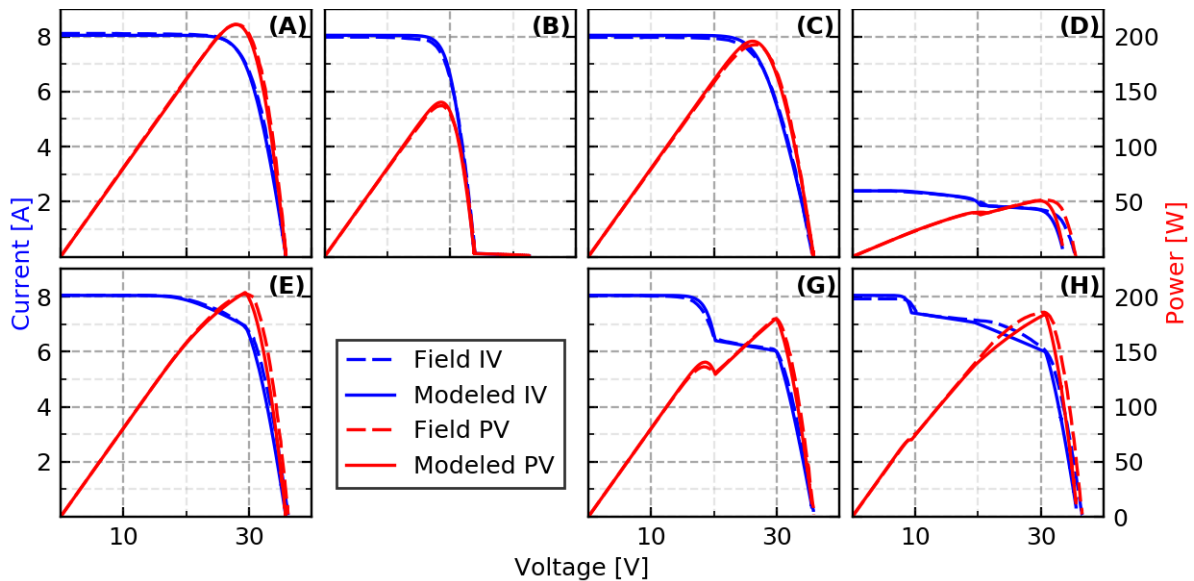 (A)
(B)
(C)
(D)
8
6
4
2
200
150
100
50
(E)
(G)
(H)
8
6
4
2
200
150
100
50
0
Current [A]
Power [W]
Field IV
Modeled IV
Field PV
Modeled PV
10 30
10 30
10 30
Voltage [V]